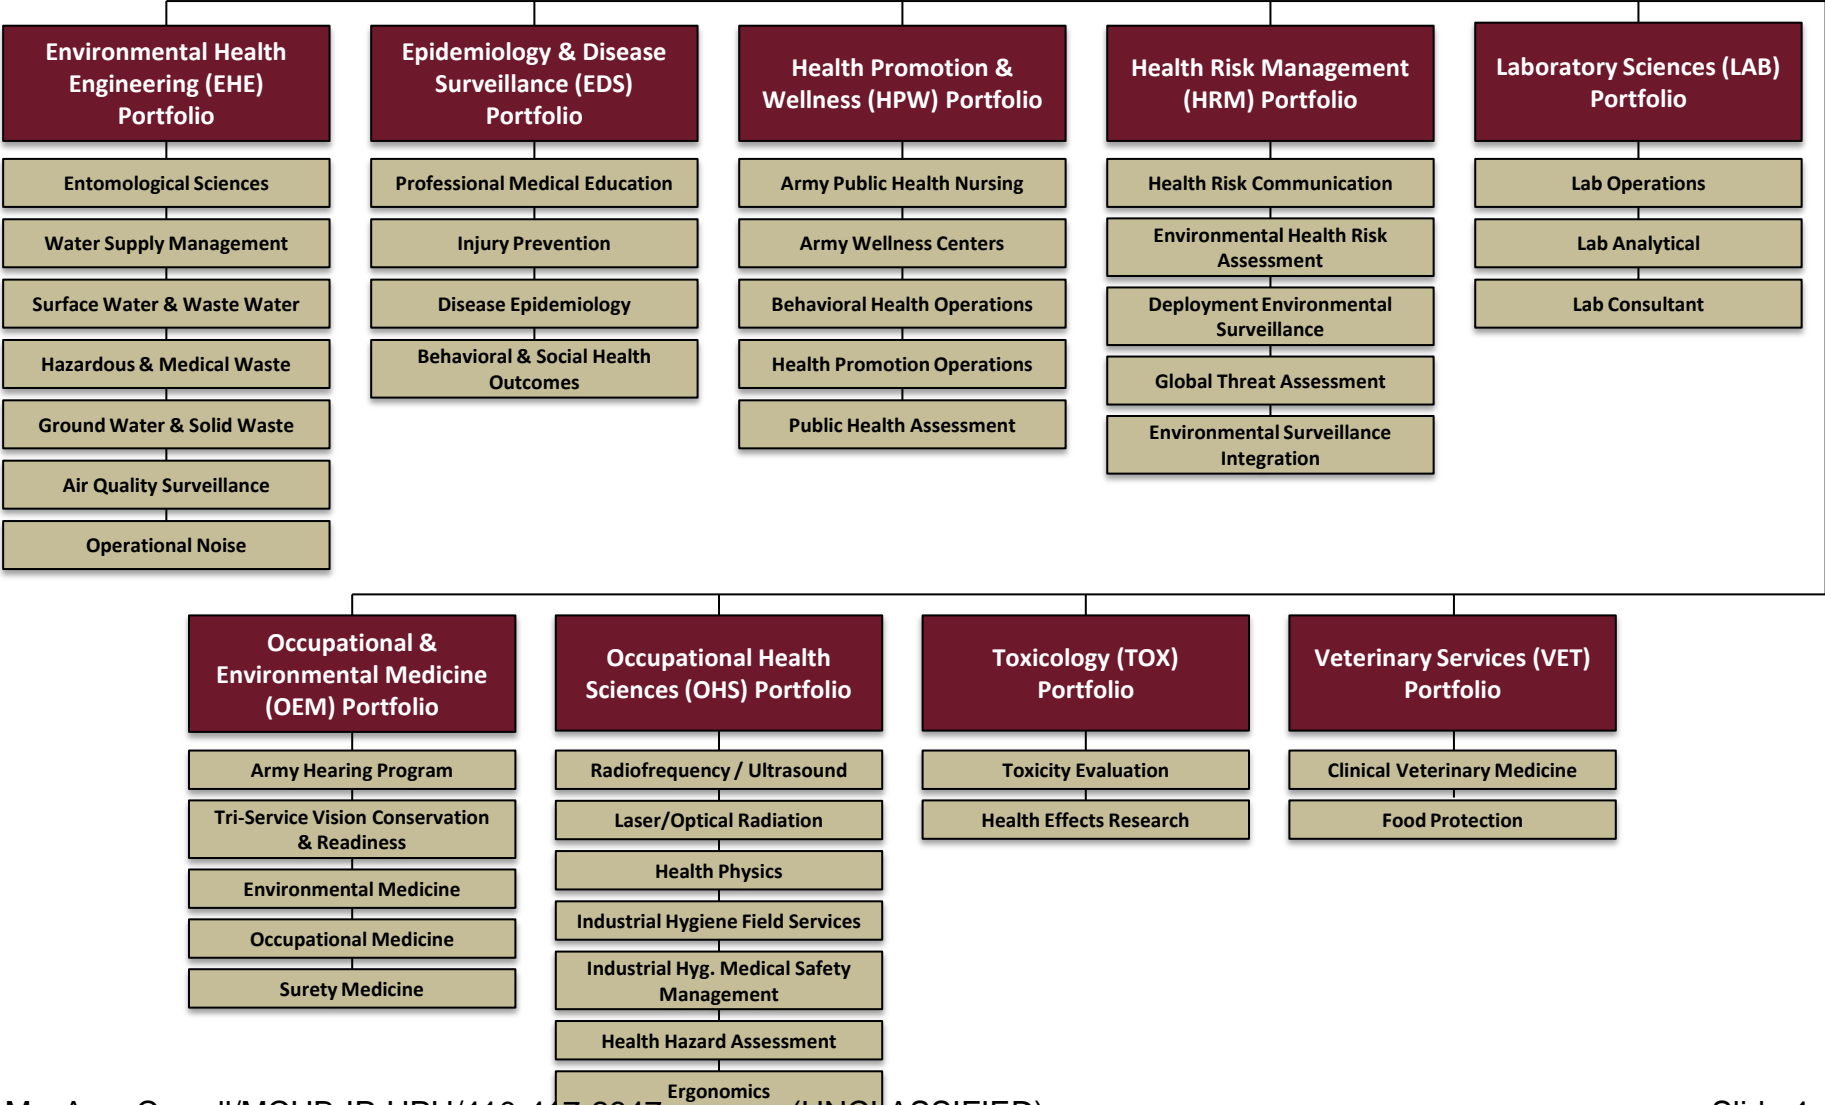 Environmental Health
Engineering (EHE)
Portfolio
Entomological Sciences
Water Supply Management
Surface Water & Waste Water
Hazardous & Medical Waste
Ground Water & Solid Waste
Air Quality Surveillance
Operational Noise
Epidemiology & Disease
Surveillance (EDS)
Portfolio
Professional Medical Education
Injury Prevention
Disease Epidemiology
Behavioral & Social Health
Outcomes
Health Promotion &
Wellness (HPW) Portfolio
Army Public Health Nursing
Army Wellness Centers
Behavioral Health Operations
Health Promotion Operations
Public Health Assessment
Health Risk Management
(HRM) Portfolio
Health Risk Communication
Environmental Health Risk
Assessment
Deployment Environmental
Surveillance
Global Threat Assessment
Environmental Surveillance
Integration
Laboratory Sciences (LAB)
Portfolio
Lab Operations
Lab Analytical
Lab Consultant
Occupational &
Environmental Medicine
(OEM) Portfolio
Army Hearing Program
Tri-Service Vision Conservation
& Readiness
Environmental Medicine
Occupational Medicine
Surety Medicine
Occupational Health
Sciences (OHS) Portfolio
Radiofrequency / Ultrasound
Laser/Optical Radiation
Health Physics
Industrial Hygiene Field Services
Industrial Hyg. Medical Safety
Management
Health Hazard Assessment
Ergonomics
Toxicology (TOX)
Portfolio
Toxicity Evaluation
Health Effects Research
Veterinary Services (VET)
Portfolio
Clinical Veterinary Medicine
Food Protection
(UNCLASSIFIED)
Slide